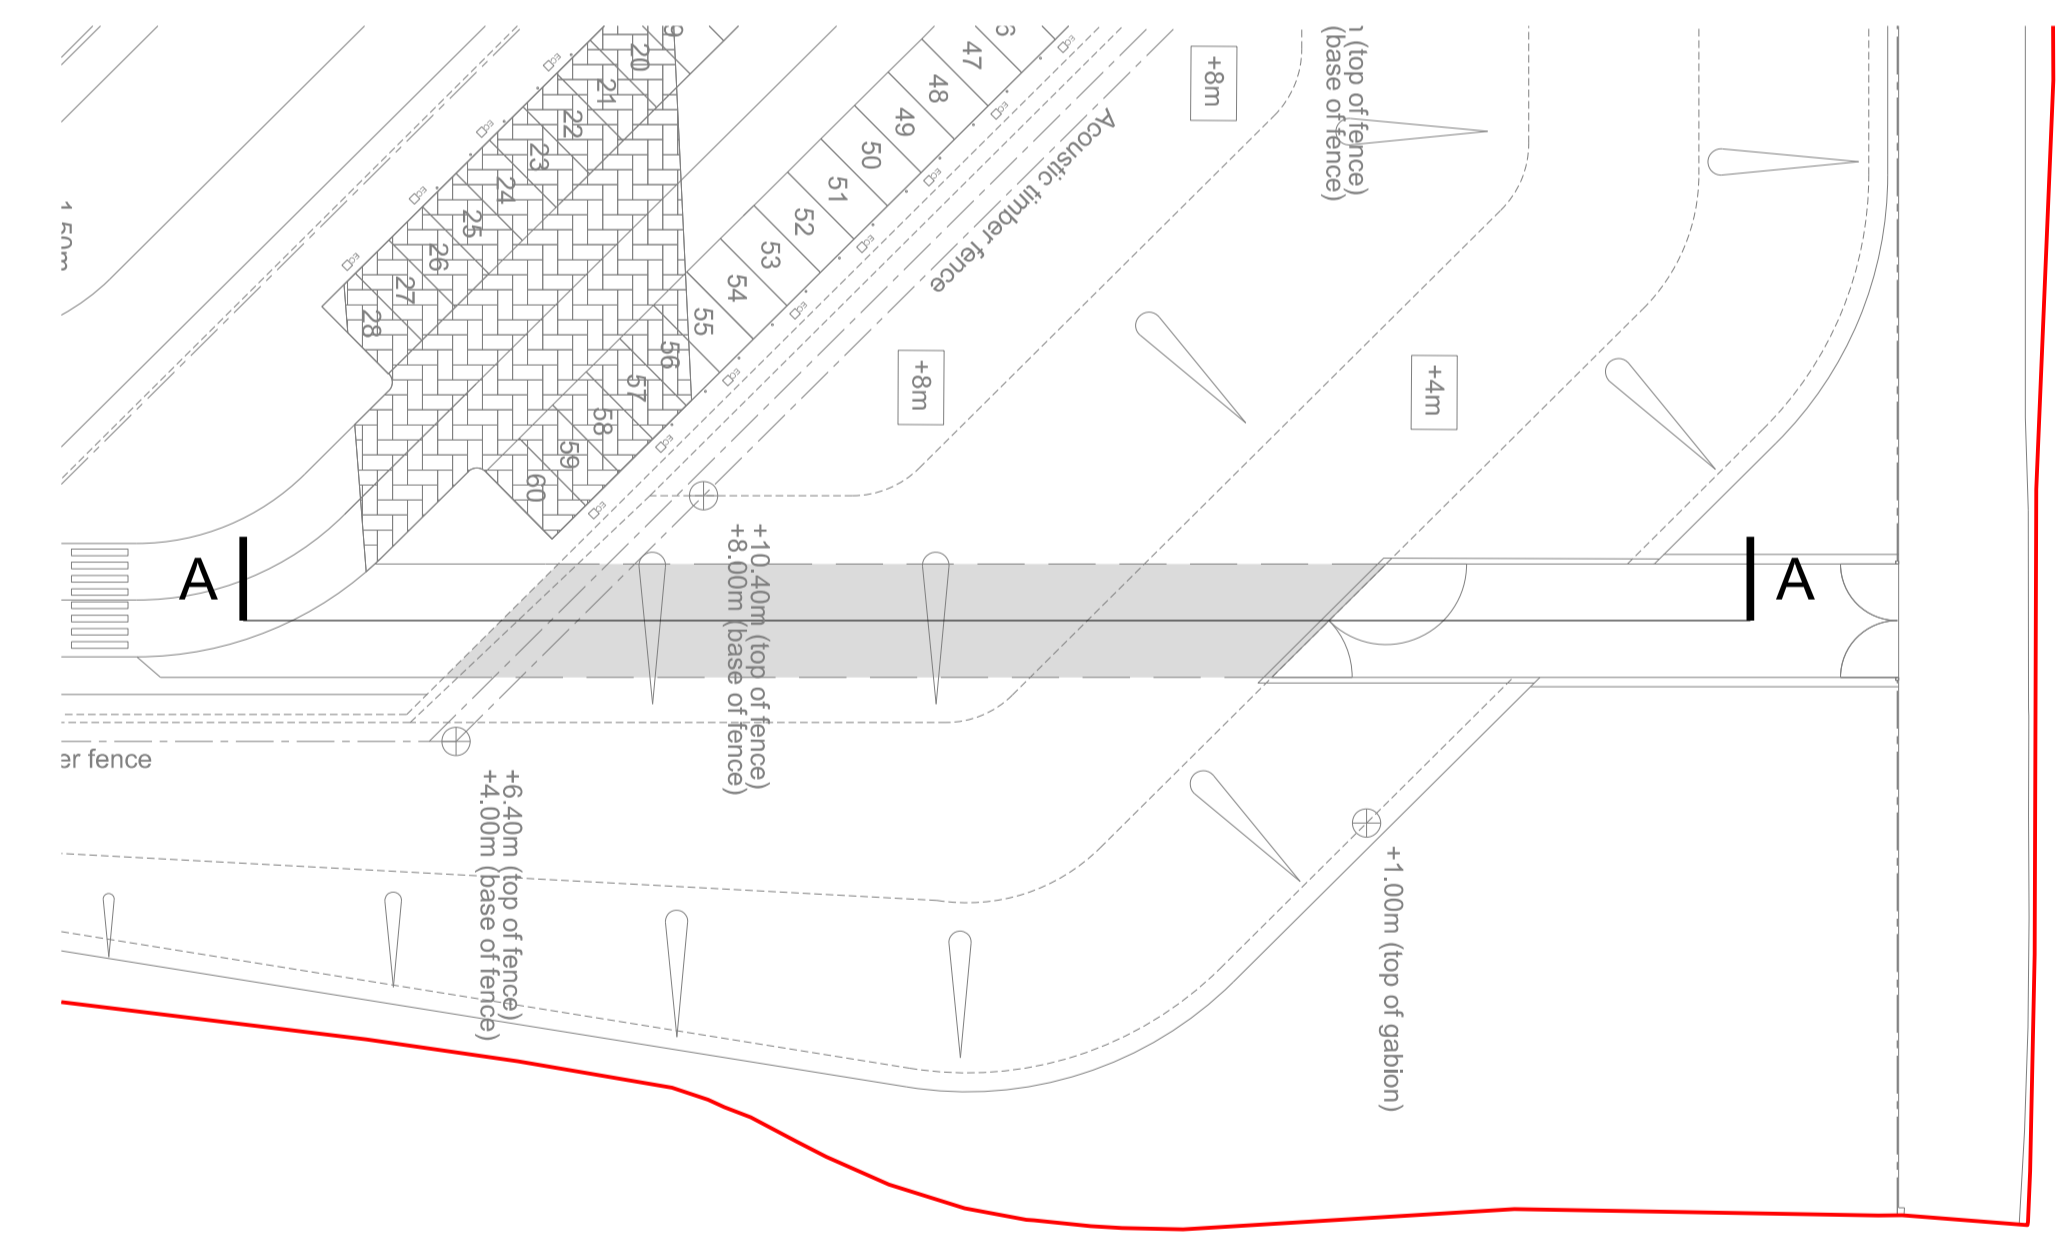 20
21
22
23
24
25
26
27
28
47
48
49
50
51
52
53
54
55
56
57
58
59
60
Acoustic timber fence
+8m
(top of fence)
(base of fence)
+8m
+4m
1.50m
A
A
+10.40m (top of fence)
+8.00m (base of fence)
er fence
+6.40m (top of fence)
+4.00m (base of fence)
+1.00m (top of gabion)